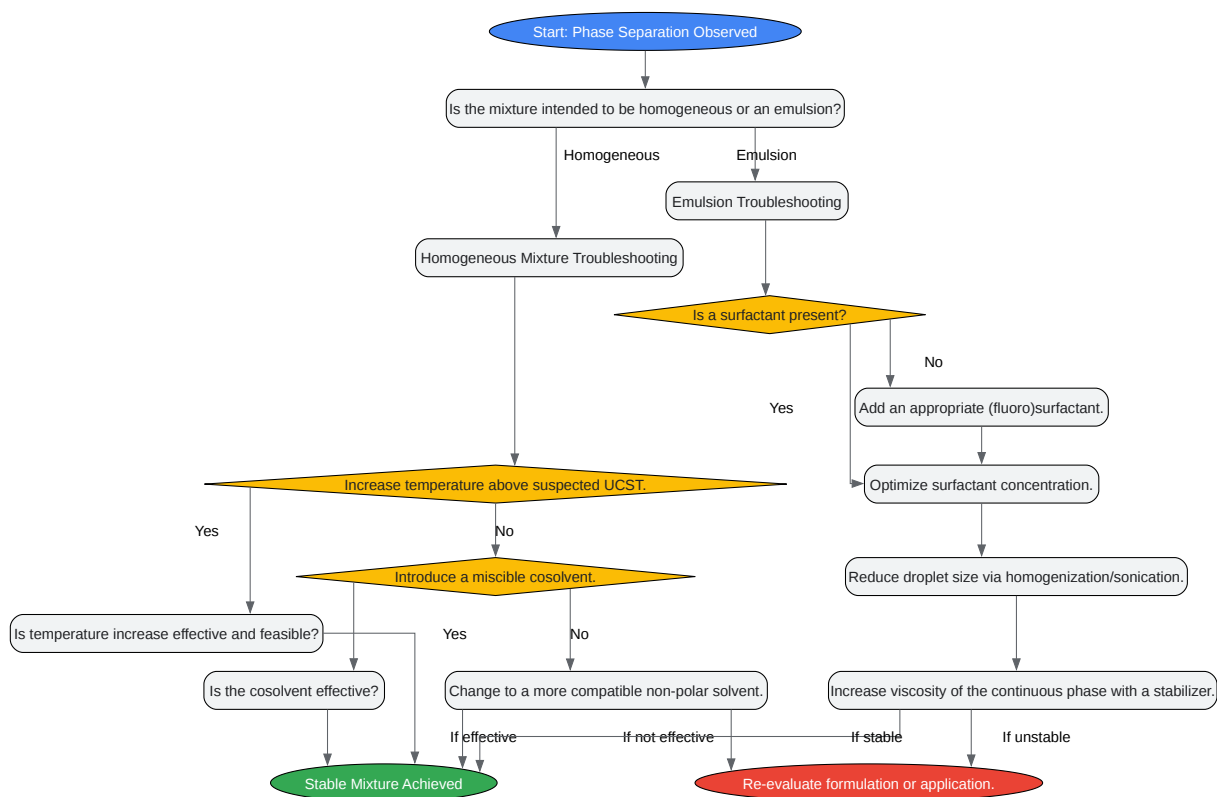 Start: Phase Separation Observed
Is the mixture intended to be homogeneous or an emulsion?
Homogeneous
Emulsion
Emulsion Troubleshooting
Homogeneous Mixture Troubleshooting
Is a surfactant present?
No
Yes
Add an appropriate (fluoro)surfactant.
Increase temperature above suspected UCST.
Optimize surfactant concentration.
Yes
No
Introduce a miscible cosolvent.
Reduce droplet size via homogenization/sonication.
Is temperature increase effective and feasible?
Yes
No
Is the cosolvent effective?
Change to a more compatible non-polar solvent.
Increase viscosity of the continuous phase with a stabilizer.
If effective
If not effective
If stable
If unstable
Stable Mixture Achieved
Re-evaluate formulation or application.